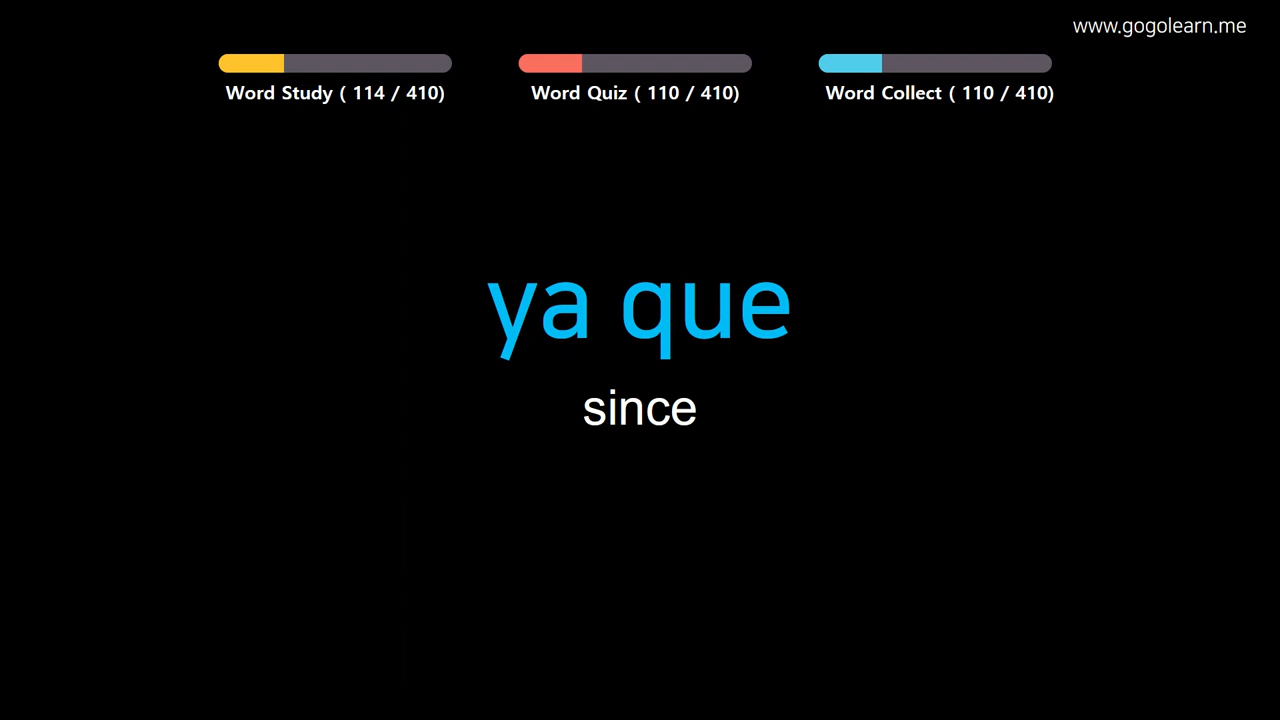 www.gogolearn.me
Word Study ( 114 / 410)
Word Quiz ( 110 / 410)
Word Collect ( 110 / 410)
ya que
since